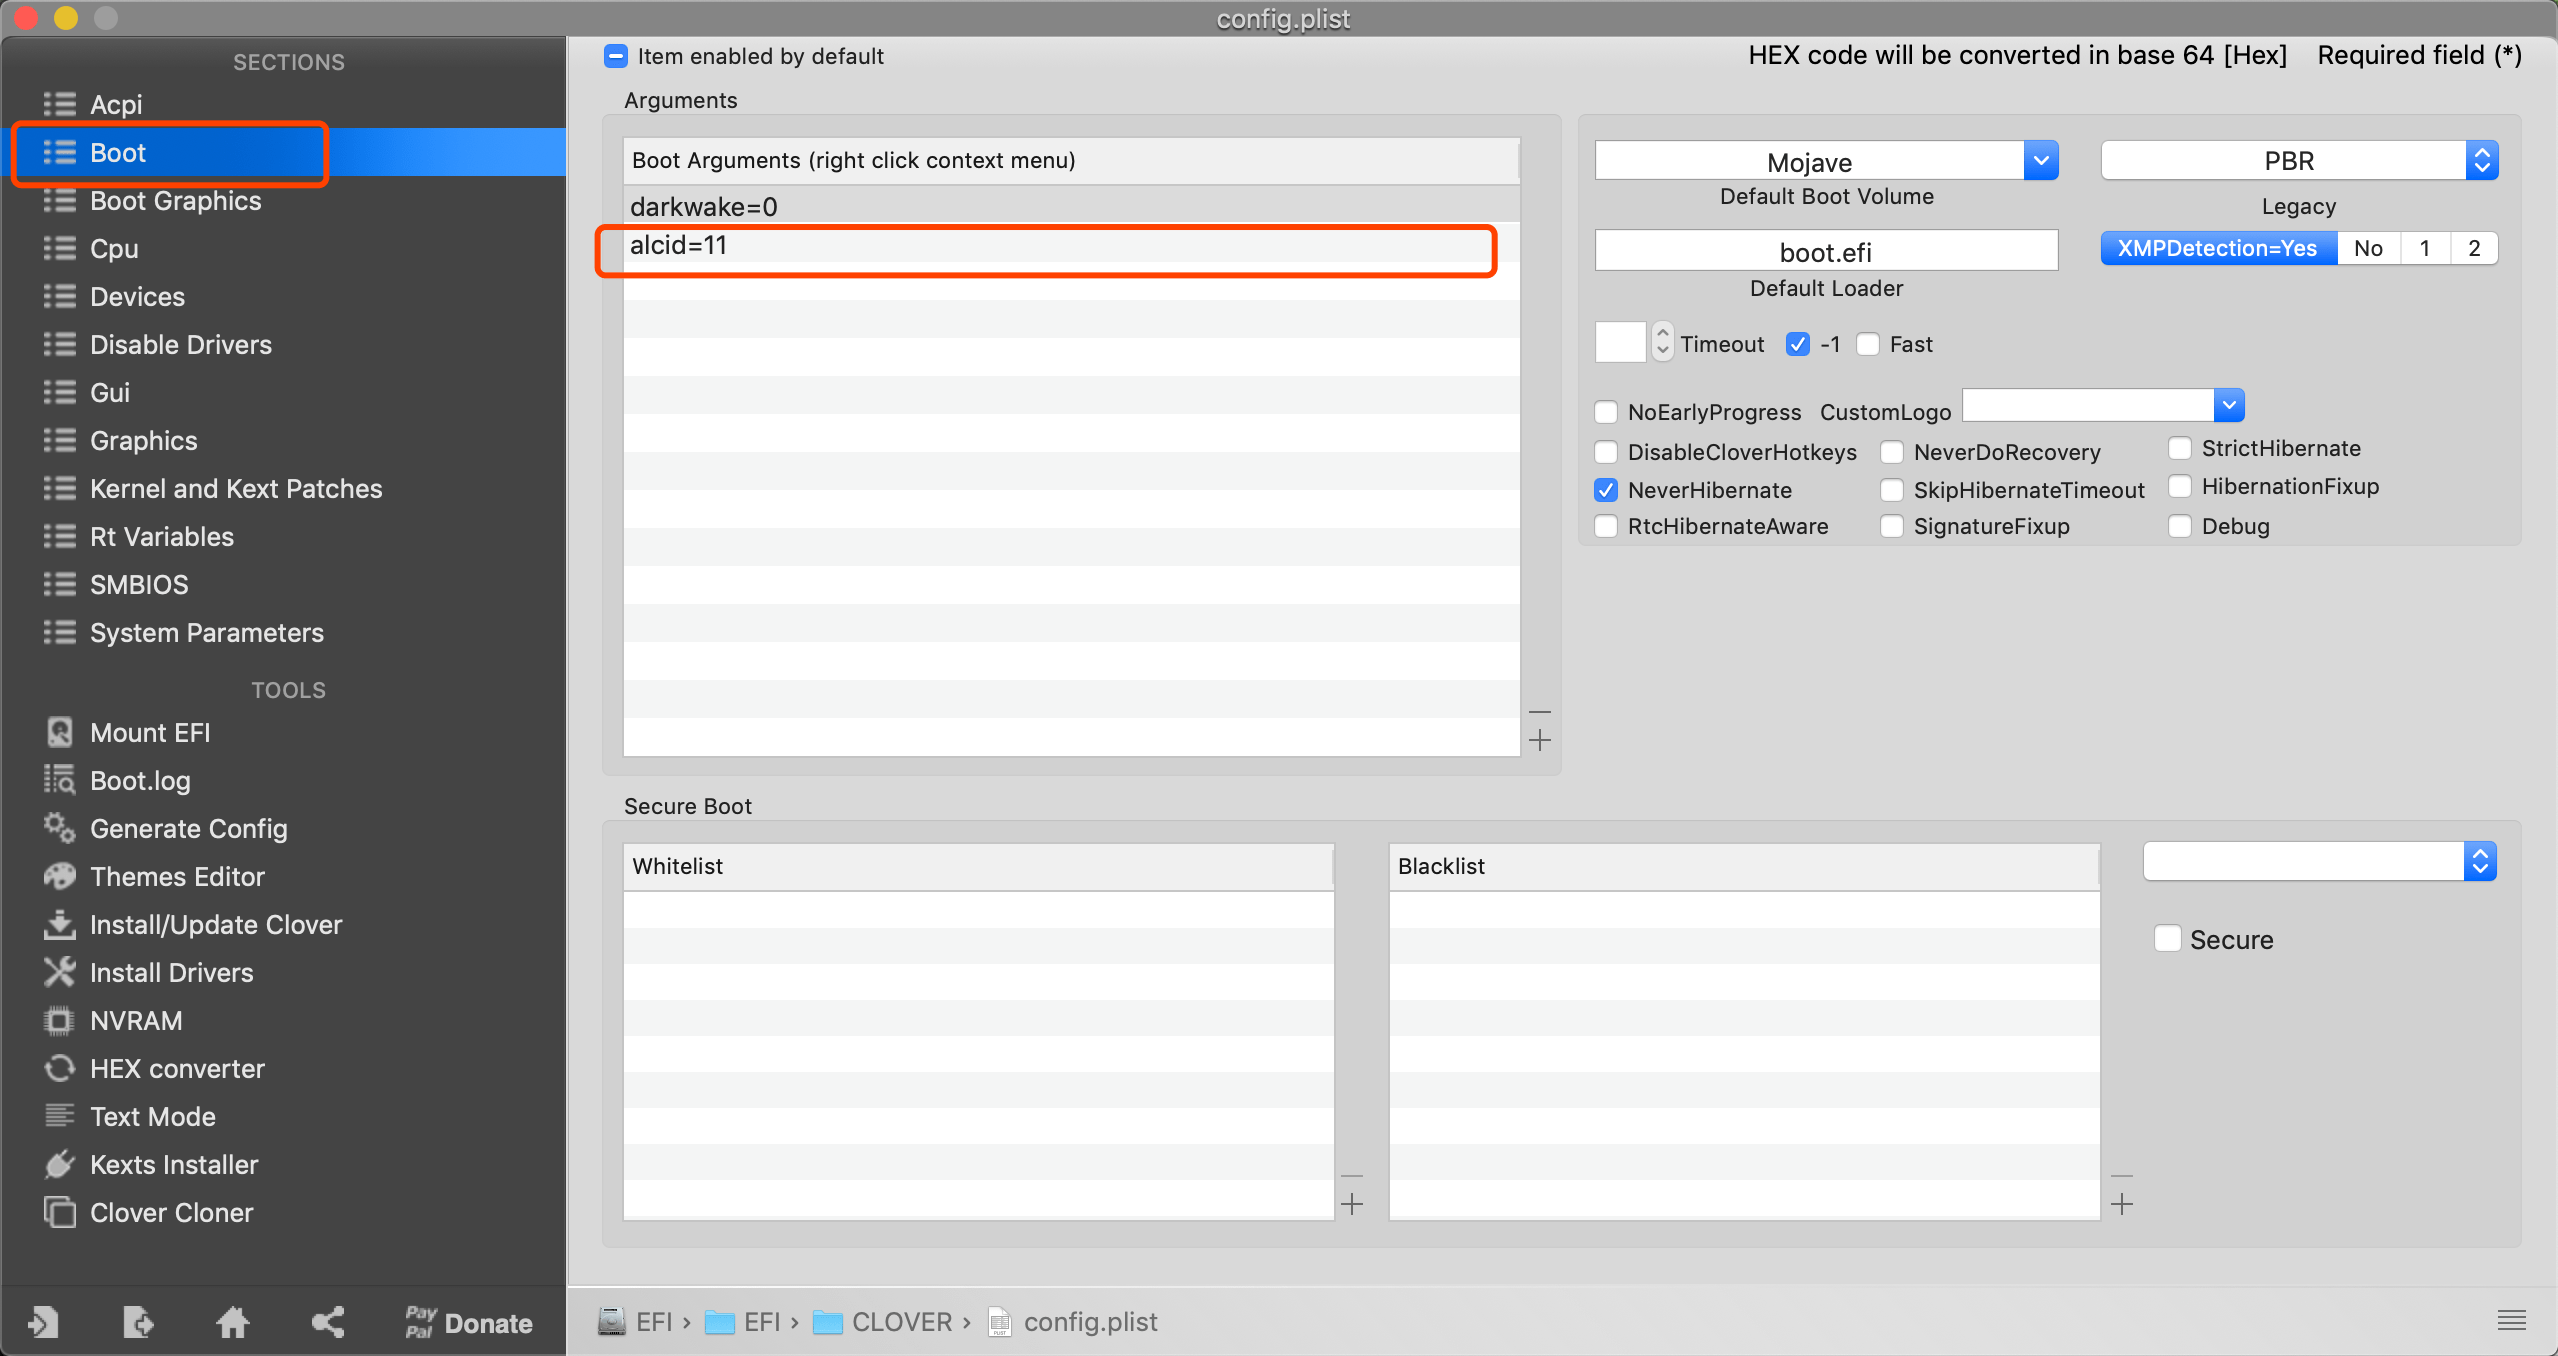 config.plist
SECTIONS
Acpi
Boot
Boot Graphics
Cpu
Devices
Disable Drivers
Gui
Graphics
Kernel and Kext Patches
Rt Variables
SMBIOS
System Parameters
TOOLS
Mount EFI
Boot.log
Generate Config
Themes Editor
Install/Update Clover
Install Drivers
NVRAM
HEX converter
Text Mode
Kexts Installer
Clover Cloner
Pay Pal Donate
Item enabled by default
HEX code will be converted in base 64 [Hex] Required field (*)
Arguments
Boot Arguments (right click context menu)
darkwake=0
alcid=11
Mojave
Default Boot Volume
PBR
Legacy
boot.efi
Default Loader
XMPDetection=Yes No 1 2
Timeout -1 Fast
NoEarlyProgress CustomLogo
DisableCloverHotkeys NeverDoRecovery StrictHibernate
NeverHibernate SkipHibernateTimeout HibernationFixup
RtcHibernateAware SignatureFixup Debug
Secure Boot
Whitelist
Blacklist
Secure
EFI › EFI › CLOVER › config.plist